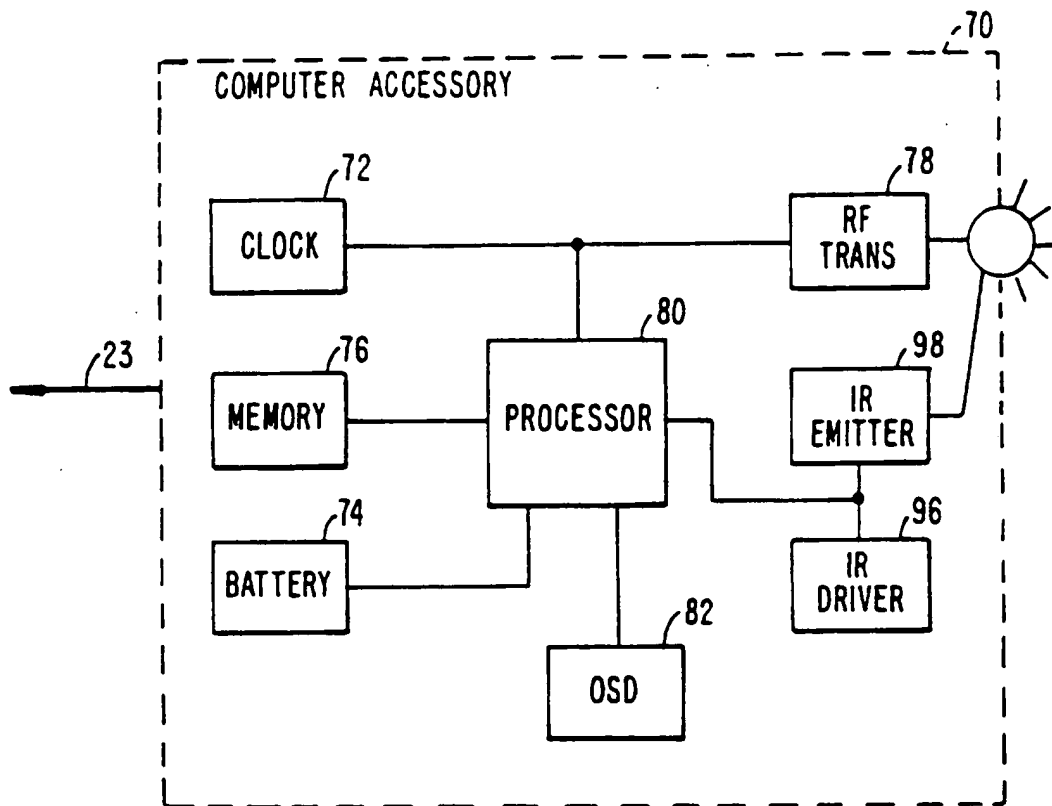 70
COMPUTER ACCESSORY
72
CLOCK
78
RF
TRANS
80
PROCESSOR
23
76
MEMORY
98
IR
EMITTER
74
BATTERY
96
IR
DRIVER
82
OSD